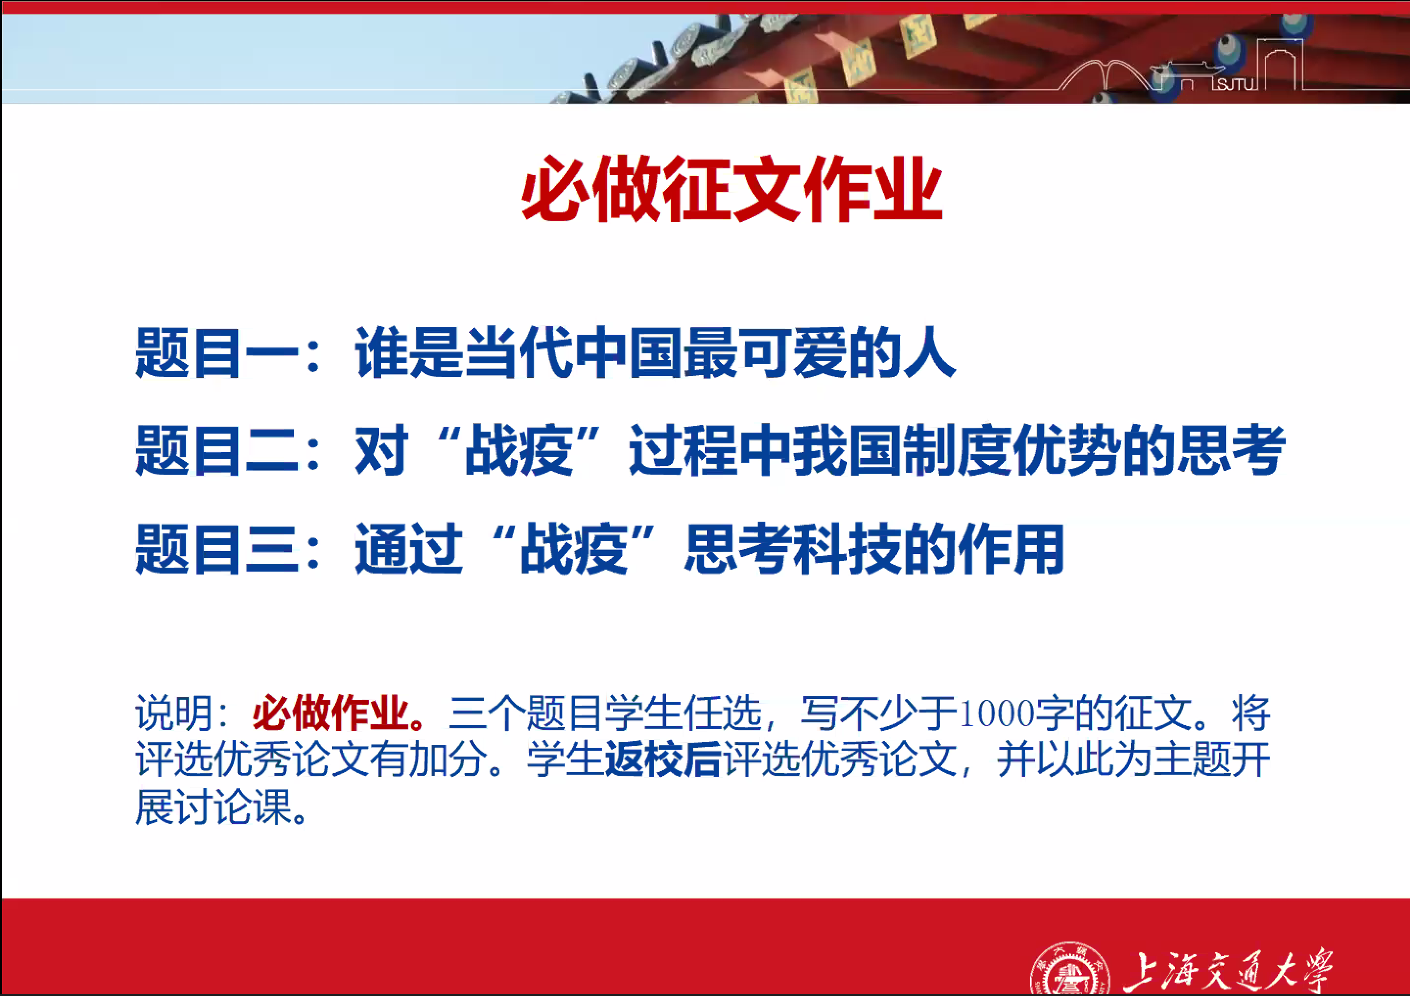 必做征文作业
题目一：谁是当代中国最可爱的人
题目二：对“战疫”过程中我国制度优势的思考
题目三：通过“战疫”思考科技的作用
说明：必做作业。三个题目学生任选，写不少于1000字的征文。将
评选优秀论文有加分。学生返校后评选优秀论文，并以此为主题开
展讨论课。
上海交通大学